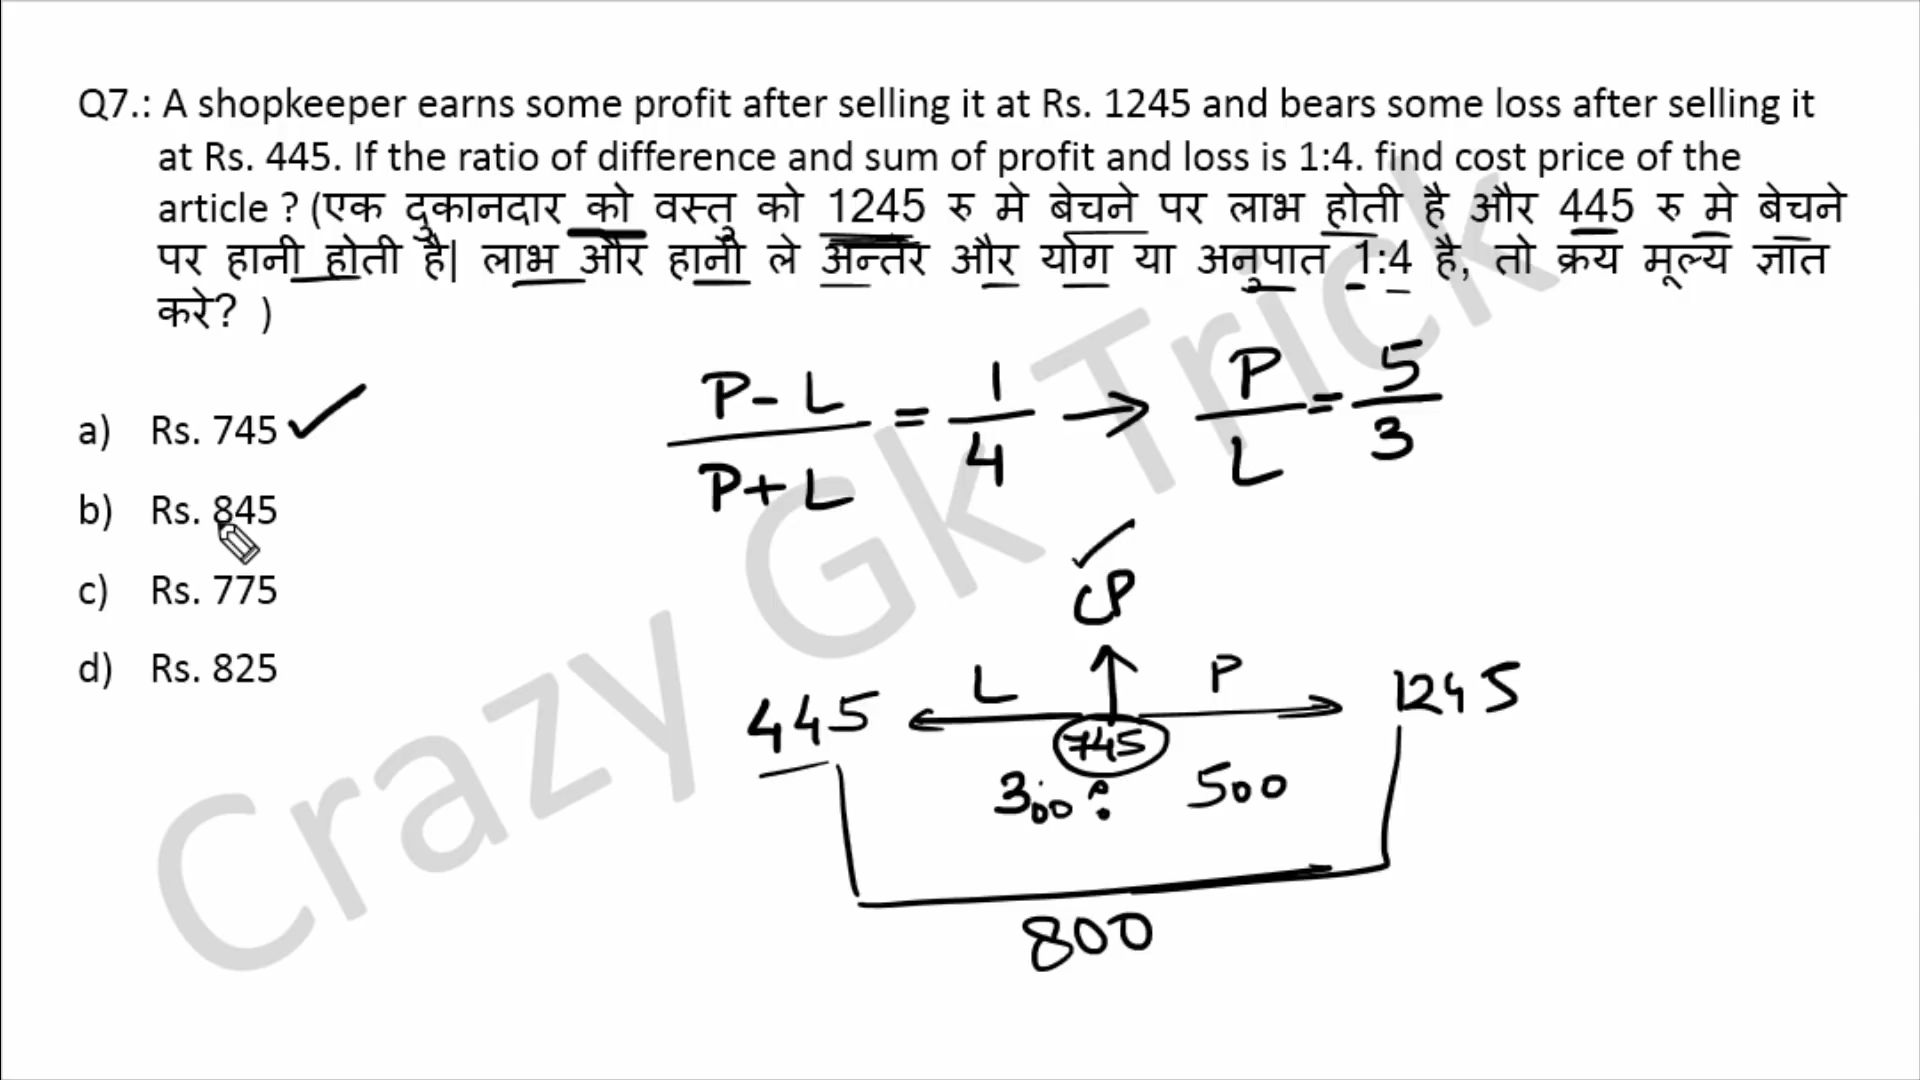 Q7.: A shopkeeper earns some profit after selling it at Rs. 1245 and bears some loss after selling it
at Rs. 445. If the ratio of difference and sum of profit and loss is 1:4. find cost price of the
article ? (एक दुकानदार को वस्तु को 1245 रु मे बेचने पर लाभ होती है और 445 रु मे बेचने
पर हानी होती है| लाभ और हानी ले अन्तर और योग या अनुपात 1:4 है, तो क्रय मूल्य ज्ञात
करे? )
a) Rs. 745 ✓
b) Rs. 845
c) Rs. 775
d) Rs. 825
P-L / P+L = 1/4 → P/L = 5/3
✓
CP
445 L P 1245
745
300 : 500
800
Crazy Gk Trick